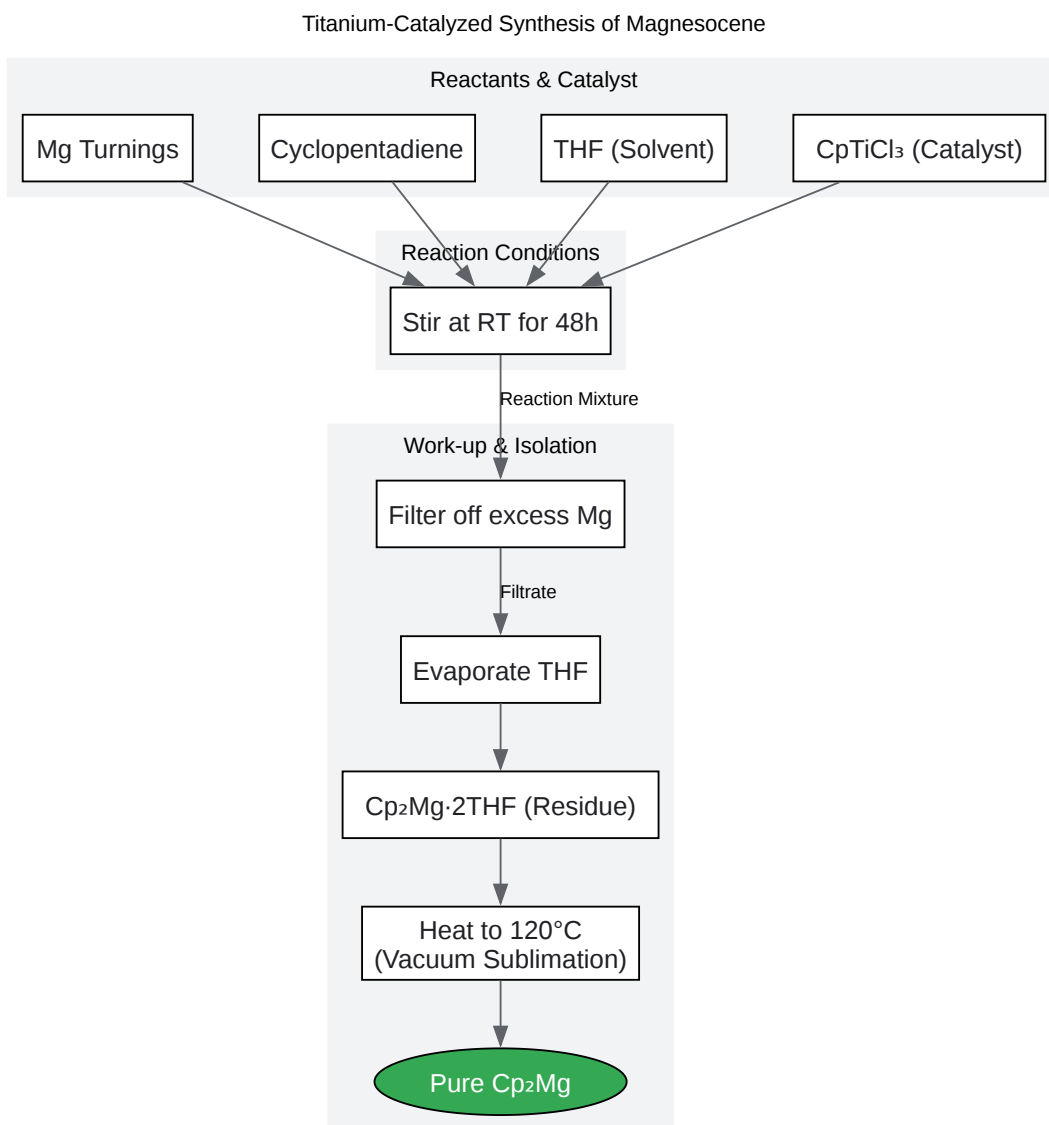 Titanium-Catalyzed Synthesis of Magnesocene
Reactants & Catalyst
Mg Turnings
Cyclopentadiene
THF (Solvent)
CpTiCl₃ (Catalyst)
Reaction Conditions
Stir at RT for 48h
Reaction Mixture
Work-up & Isolation
Filter off excess Mg
Filtrate
Evaporate THF
Cp₂Mg·2THF (Residue)
Heat to 120°C
(Vacuum Sublimation)
Pure Cp₂Mg